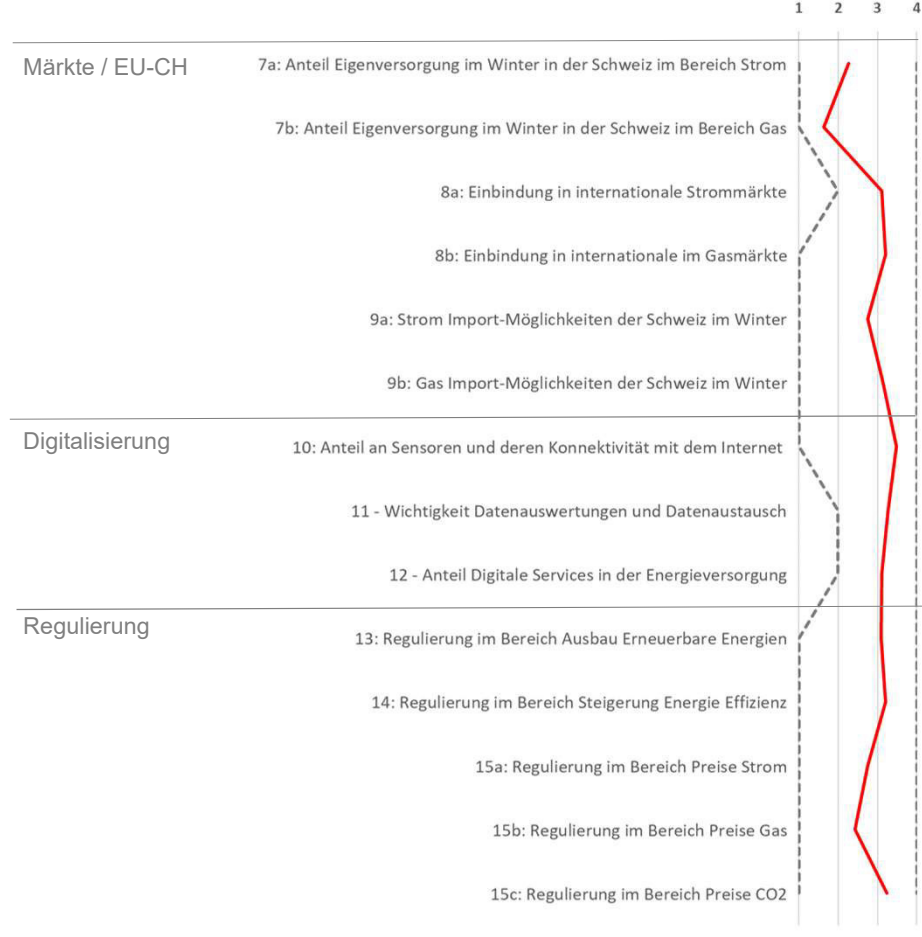 1 2 3 4
Märkte / EU-CH
7a: Anteil Eigenversorgung im Winter in der Schweiz im Bereich Strom
7b: Anteil Eigenversorgung im Winter in der Schweiz im Bereich Gas
8a: Einbindung in internationale Strommärkte
8b: Einbindung in internationale im Gasmärkte
9a: Strom Import-Möglichkeiten der Schweiz im Winter
9b: Gas Import-Möglichkeiten der Schweiz im Winter
Digitalisierung
10: Anteil an Sensoren und deren Konnektivität mit dem Internet
11 - Wichtigkeit Datenauswertungen und Datenaustausch
12 - Anteil Digitale Services in der Energieversorgung
Regulierung
13: Regulierung im Bereich Ausbau Erneuerbare Energien
14: Regulierung im Bereich Steigerung Energie Effizienz
15a: Regulierung im Bereich Preise Strom
15b: Regulierung im Bereich Preise Gas
15c: Regulierung im Bereich Preise CO2